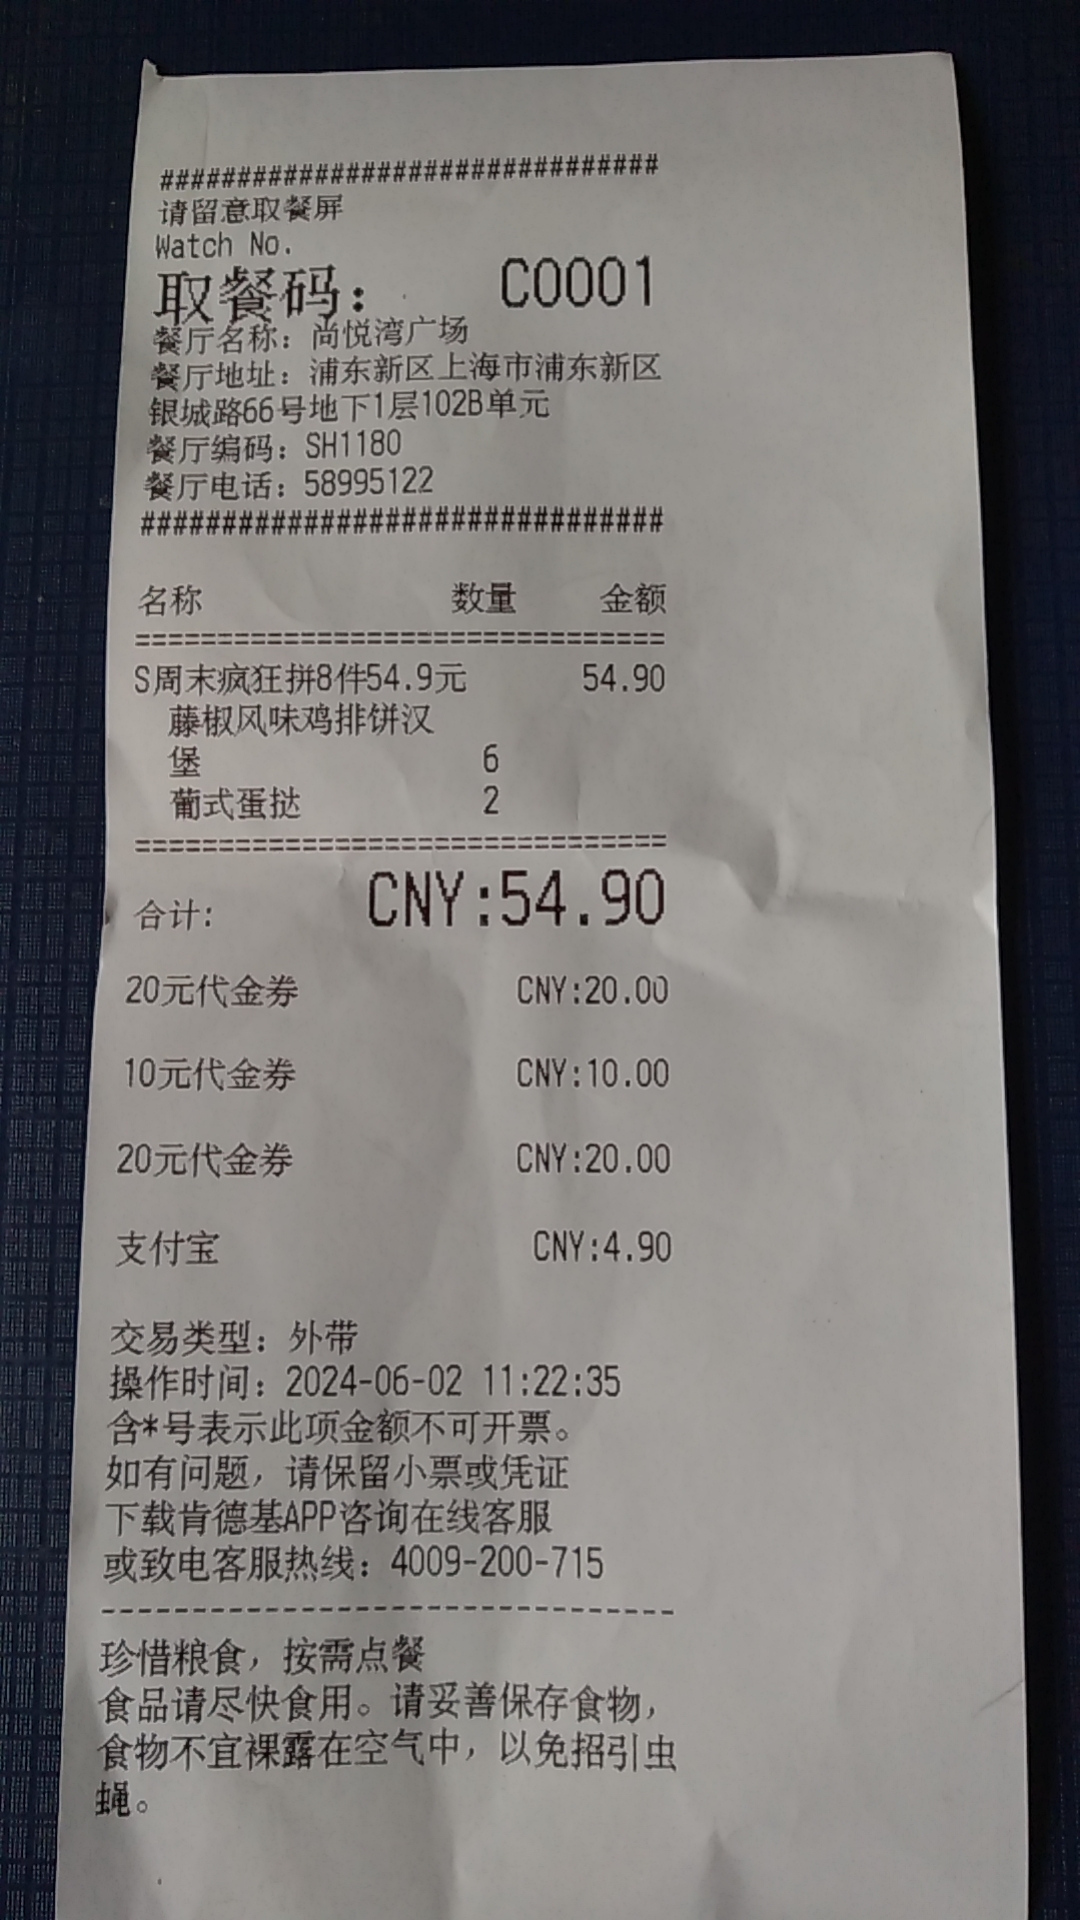 ################################
请留意取餐屏
Watch No.
取餐码: C0001
餐厅名称: 尚悦湾广场
餐厅地址: 浦东新区上海市浦东新区
银城路66号地下1层102B单元
餐厅编码: SH1180
餐厅电话: 58995122
################################
名称 数量 金额
================================
S周末疯狂拼8件54.9元 54.90
藤椒风味鸡排饼汉
堡 6
葡式蛋挞 2
================================
合计: CNY:54.90
20元代金券 CNY:20.00
10元代金券 CNY:10.00
20元代金券 CNY:20.00
支付宝 CNY:4.90
交易类型: 外带
操作时间: 2024-06-02 11:22:35
含*号表示此项金额不可开票。
如有问题, 请保留小票或凭证
下载肯德基APP咨询在线客服
或致电客服热线: 4009-200-715
--------------------------------
珍惜粮食, 按需点餐
食品请尽快食用。请妥善保存食物,
食物不宜裸露在空气中, 以免招引虫
蝇。